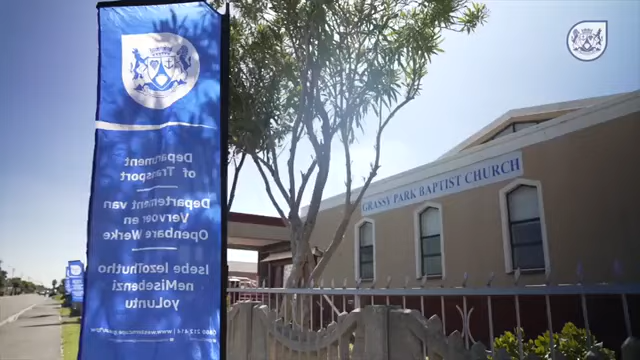 Department
of Transport
Departement van
Vervoer en
Openbare Werke
Isebe lezoThutho
neMisebenzi
yoLuntu
GRASSY PARK BAPTIST CHURCH